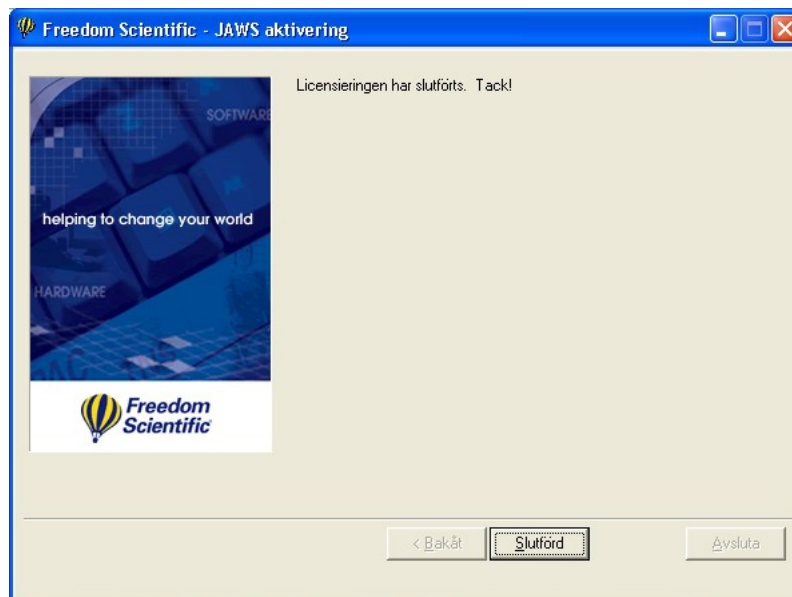 Freedom Scientific - JAWS aktivering
Licensieringen har slutförts. Tack!
SOFTWARE
helping to change your world
HARDWARE
Freedom
Scientific
< Bakåt
Slutförd
Avsluta